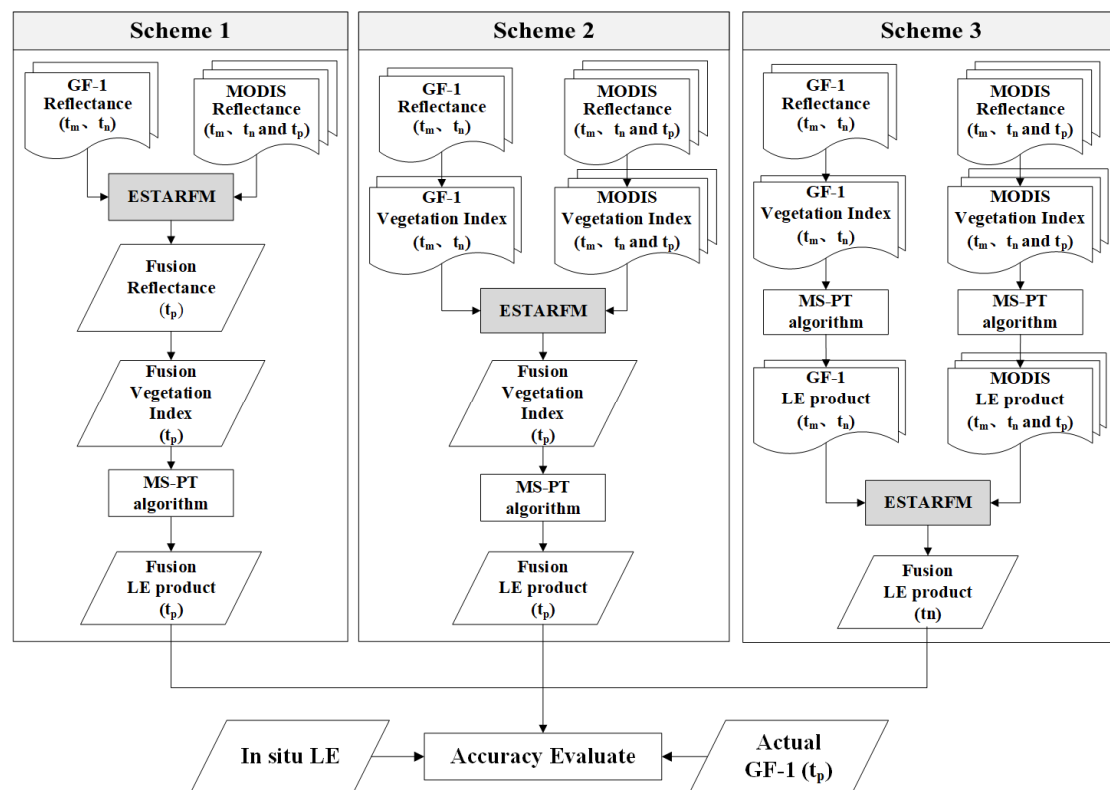 Scheme 1
GF-1
Reflectance
(tm、tn)
MODIS
Reflectance
(tm、tn and tp)
ESTARFM
Fusion
Reflectance
(tp)
Fusion
Vegetation
Index
(tp)
MS-PT
algorithm
Fusion
LE product
(tp)
Scheme 2
GF-1
Reflectance
(tm、tn)
MODIS
Reflectance
(tm、tn and tp)
GF-1
Vegetation Index
(tm、tn)
MODIS
Vegetation Index
(tm、tn and tp)
ESTARFM
Fusion
Vegetation
Index
(tp)
MS-PT
algorithm
Fusion
LE product
(tp)
Scheme 3
GF-1
Reflectance
(tm、tn)
MODIS
Reflectance
(tm、tn and tp)
GF-1
Vegetation Index
(tm、tn)
MODIS
Vegetation Index
(tm、tn and tp)
MS-PT
algorithm
MS-PT
algorithm
GF-1
LE product
(tm、tn)
MODIS
LE product
(tm、tn and tp)
ESTARFM
Fusion
LE product
(tn)
In situ LE
Accuracy Evaluate
Actual
GF-1 (tp)